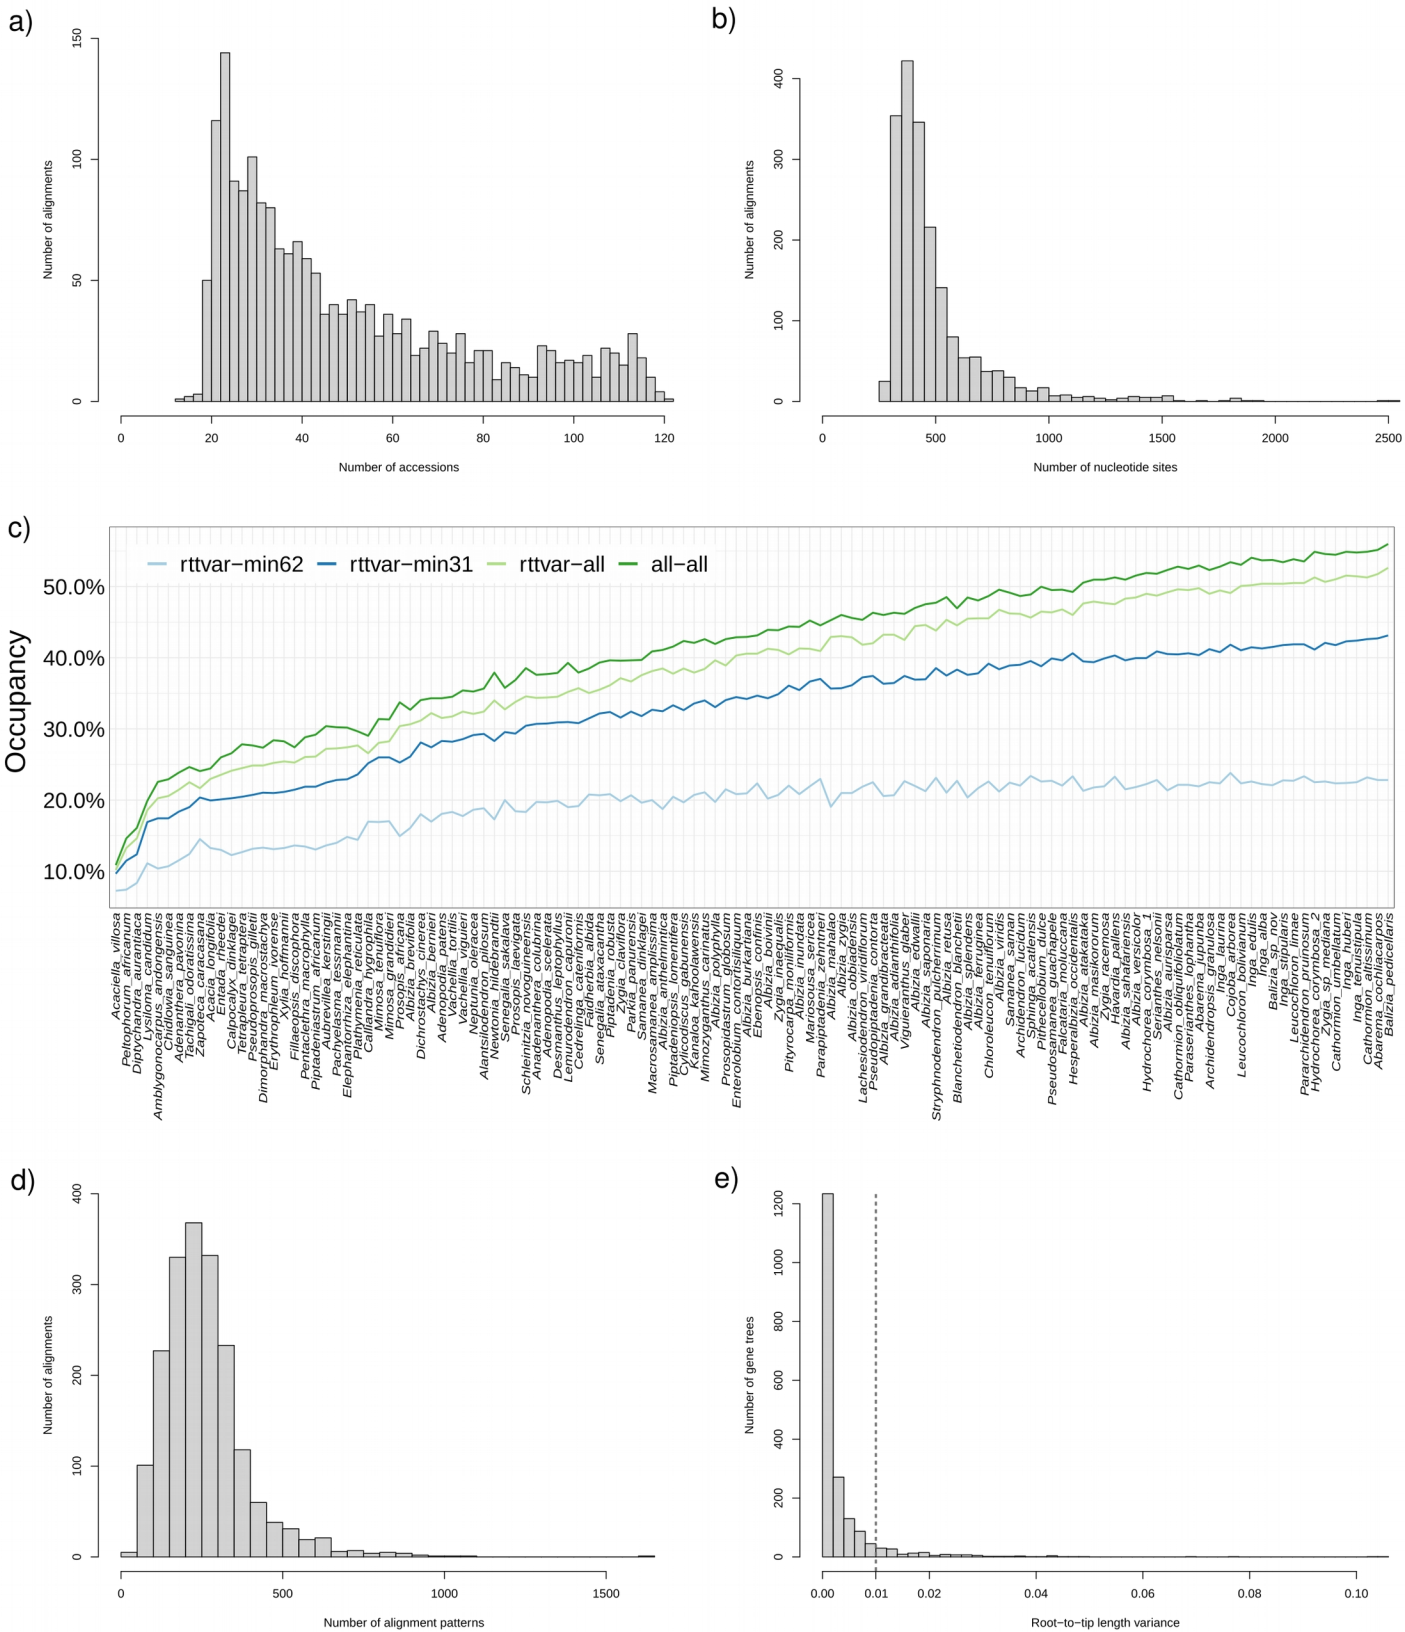 a)
150
100
50
0
Number of alignments
0 20 40 60 80 100 120
Number of accessions
b)
400
300
200
100
0
Number of alignments
0 500 1000 1500 2000 2500
Number of nucleotide sites
c)
rttvar−min62 rttvar−min31 rttvar−all all−all
Occupancy
50.0%
40.0%
30.0%
20.0%
10.0%
Acaciella_villosa
Peltophorum_africanum
Diptychandra_aurantiaca
Lysiloma_candidum
Amblygonocarpus_andongensis
Chidlowia_sanguinea
Adenanthera_pavonina
Tachigali_odoratissima
Zapoteca_caracasana
Acacia_longifolia
Entada_rheedei
Calpocalyx_dinklagei
Tetrapleura_tetraptera
Pseudoprosopis_gilletii
Dimorphandra_macrostachya
Erythrophleum_ivorense
Xylia_hoffmannii
Fillaeopsis_discophora
Pentaclethra_macrophylla
Piptadeniastrum_africanum
Aubrevillea_kerstingii
Pachyelasma_tessmannii
Elephantorrhiza_elephantina
Plathymenia_reticulata
Calliandra_hygrophila
Mimosa_tenuiflora
Mimosa_grandidieri
Prosopis_africana
Albizia_brevifolia
Dichrostachys_cinerea
Albizia_bernieri
Adenopodia_patens
Vachellia_tortilis
Vachellia_viguieri
Neptunia_oleracea
Alantsilodendron_pilosum
Newtonia_hildebrandtii
Senegalia_sakalava
Prosopis_laevigata
Schleinitzia_novoguineensis
Anadenanthera_colubrina
Adenopodia_scelerata
Desmanthus_leptophyllus
Lemurodendron_capuronii
Cedrelinga_cateniformis
Faidherbia_albida
Senegalia_ataxacantha
Piptadenia_robusta
Zygia_claviflora
Parkia_panurensis
Samanea_dinklagei
Macrosamanea_amplissima
Albizia_anthelmintica
Piptadeniopsis_lomentifera
Cylicodiscus_gabunensis
Kanaloa_kahoolawensis
Mimozyganthus_carinatus
Albizia_polyphylla
Prosopidastrum_globosum
Enterolobium_contortisiliquum
Albizia_burkartiana
Ebenopsis_confinis
Albizia_boivinii
Zygia_inaequalis
Pityrocarpa_moniliformis
Albizia_inundata
Mariosousa_sericea
Parapiptadenia_zehntneri
Albizia_mahalao
Albizia_zygia
Albizia_obbiadensis
Lachesiodendron_viridiflorum
Pseudopiptadenia_contorta
Albizia_altissima
Albizia_adianthifolia
Viguieranthus_glaber
Albizia_edwallii
Albizia_saponaria
Stryphnodendron_pulcherrimum
Albizia_retusa
Blanchetiodendron_blanchetii
Albizia_splendens
Albizia_ferruginea
Chloroleucon_tenuiflorum
Albizia_viridis
Samanea_saman
Archidendron_lucidum
Sphinga_acatlensis
Pithecellobium_dulce
Pseudosamanea_guachapele
Falcataria_moluccana
Hesperalbizia_occidentalis
Albizia_atakataka
Albizia_masikororum
Zygia_racemosa
Havardia_pallens
Albizia_sahafariensis
Albizia_versicolor
Hydrochorea_corymbosa_1
Serianthes_nelsonii
Albizia_aurisparsa
Cathormion_obliquifoliolatum
Paraserianthes_lophantha
Abarema_jupunba
Archidendropsis_granulosa
Inga_laurina
Cojoba_arborea
Leucochloron_bolivianum
Inga_edulis
Inga_alba
Balizia_sp_nov
Inga_stipularis
Leucochloron_limae
Pararchidendron_pruinosum
Hydrochorea_corymbosa_2
Zygia_sp_mediana
Cathormion_umbellatum
Inga_huberi
Inga_tenuistipula
Cathormion_altissimum
Abarema_cochliacarpos
Balizia_pedicellaris
d)
400
300
200
100
0
Number of alignments
0 500 1000 1500
Number of alignment patterns
e)
1200
1000
800
600
400
200
0
Number of gene trees
0.00 0.01 0.02 0.04 0.06 0.08 0.10
Root−to−tip length variance